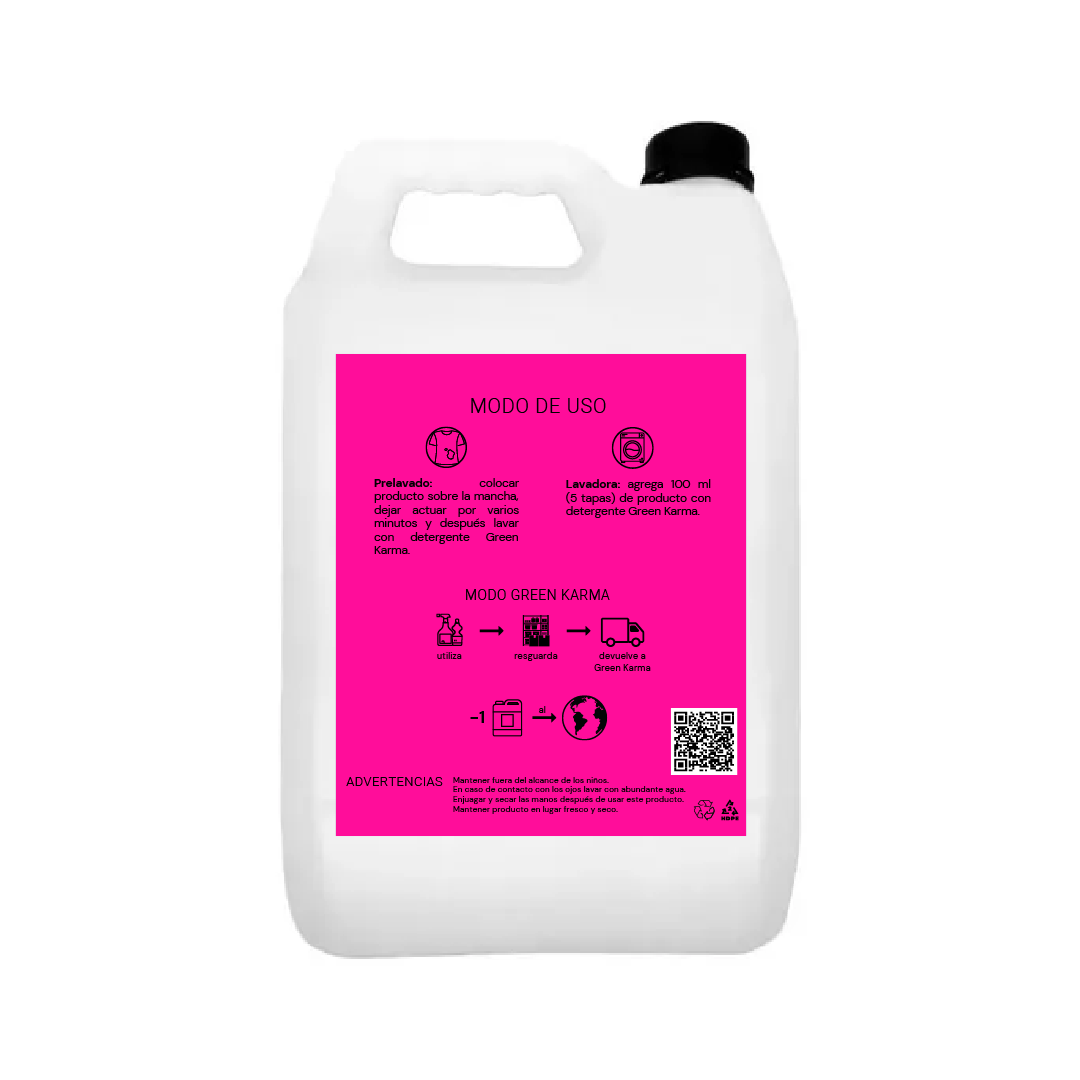 MODO DE USO
Prelavado: colocar
producto sobre la mancha,
dejar actuar por varios
minutos y después lavar
con detergente Green
Karma.
Lavadora: agrega 100 ml
(5 tapas) de producto con
detergente Green Karma.
MODO GREEN KARMA
utiliza
resguarda
devuelve a
Green Karma
-1
al
ADVERTENCIAS
Mantener fuera del alcance de los niños.
En caso de contacto con los ojos lavar con abundante agua.
Enjuagar y secar las manos después de usar este producto.
Mantener producto en lugar fresco y seco.
2
HDPE